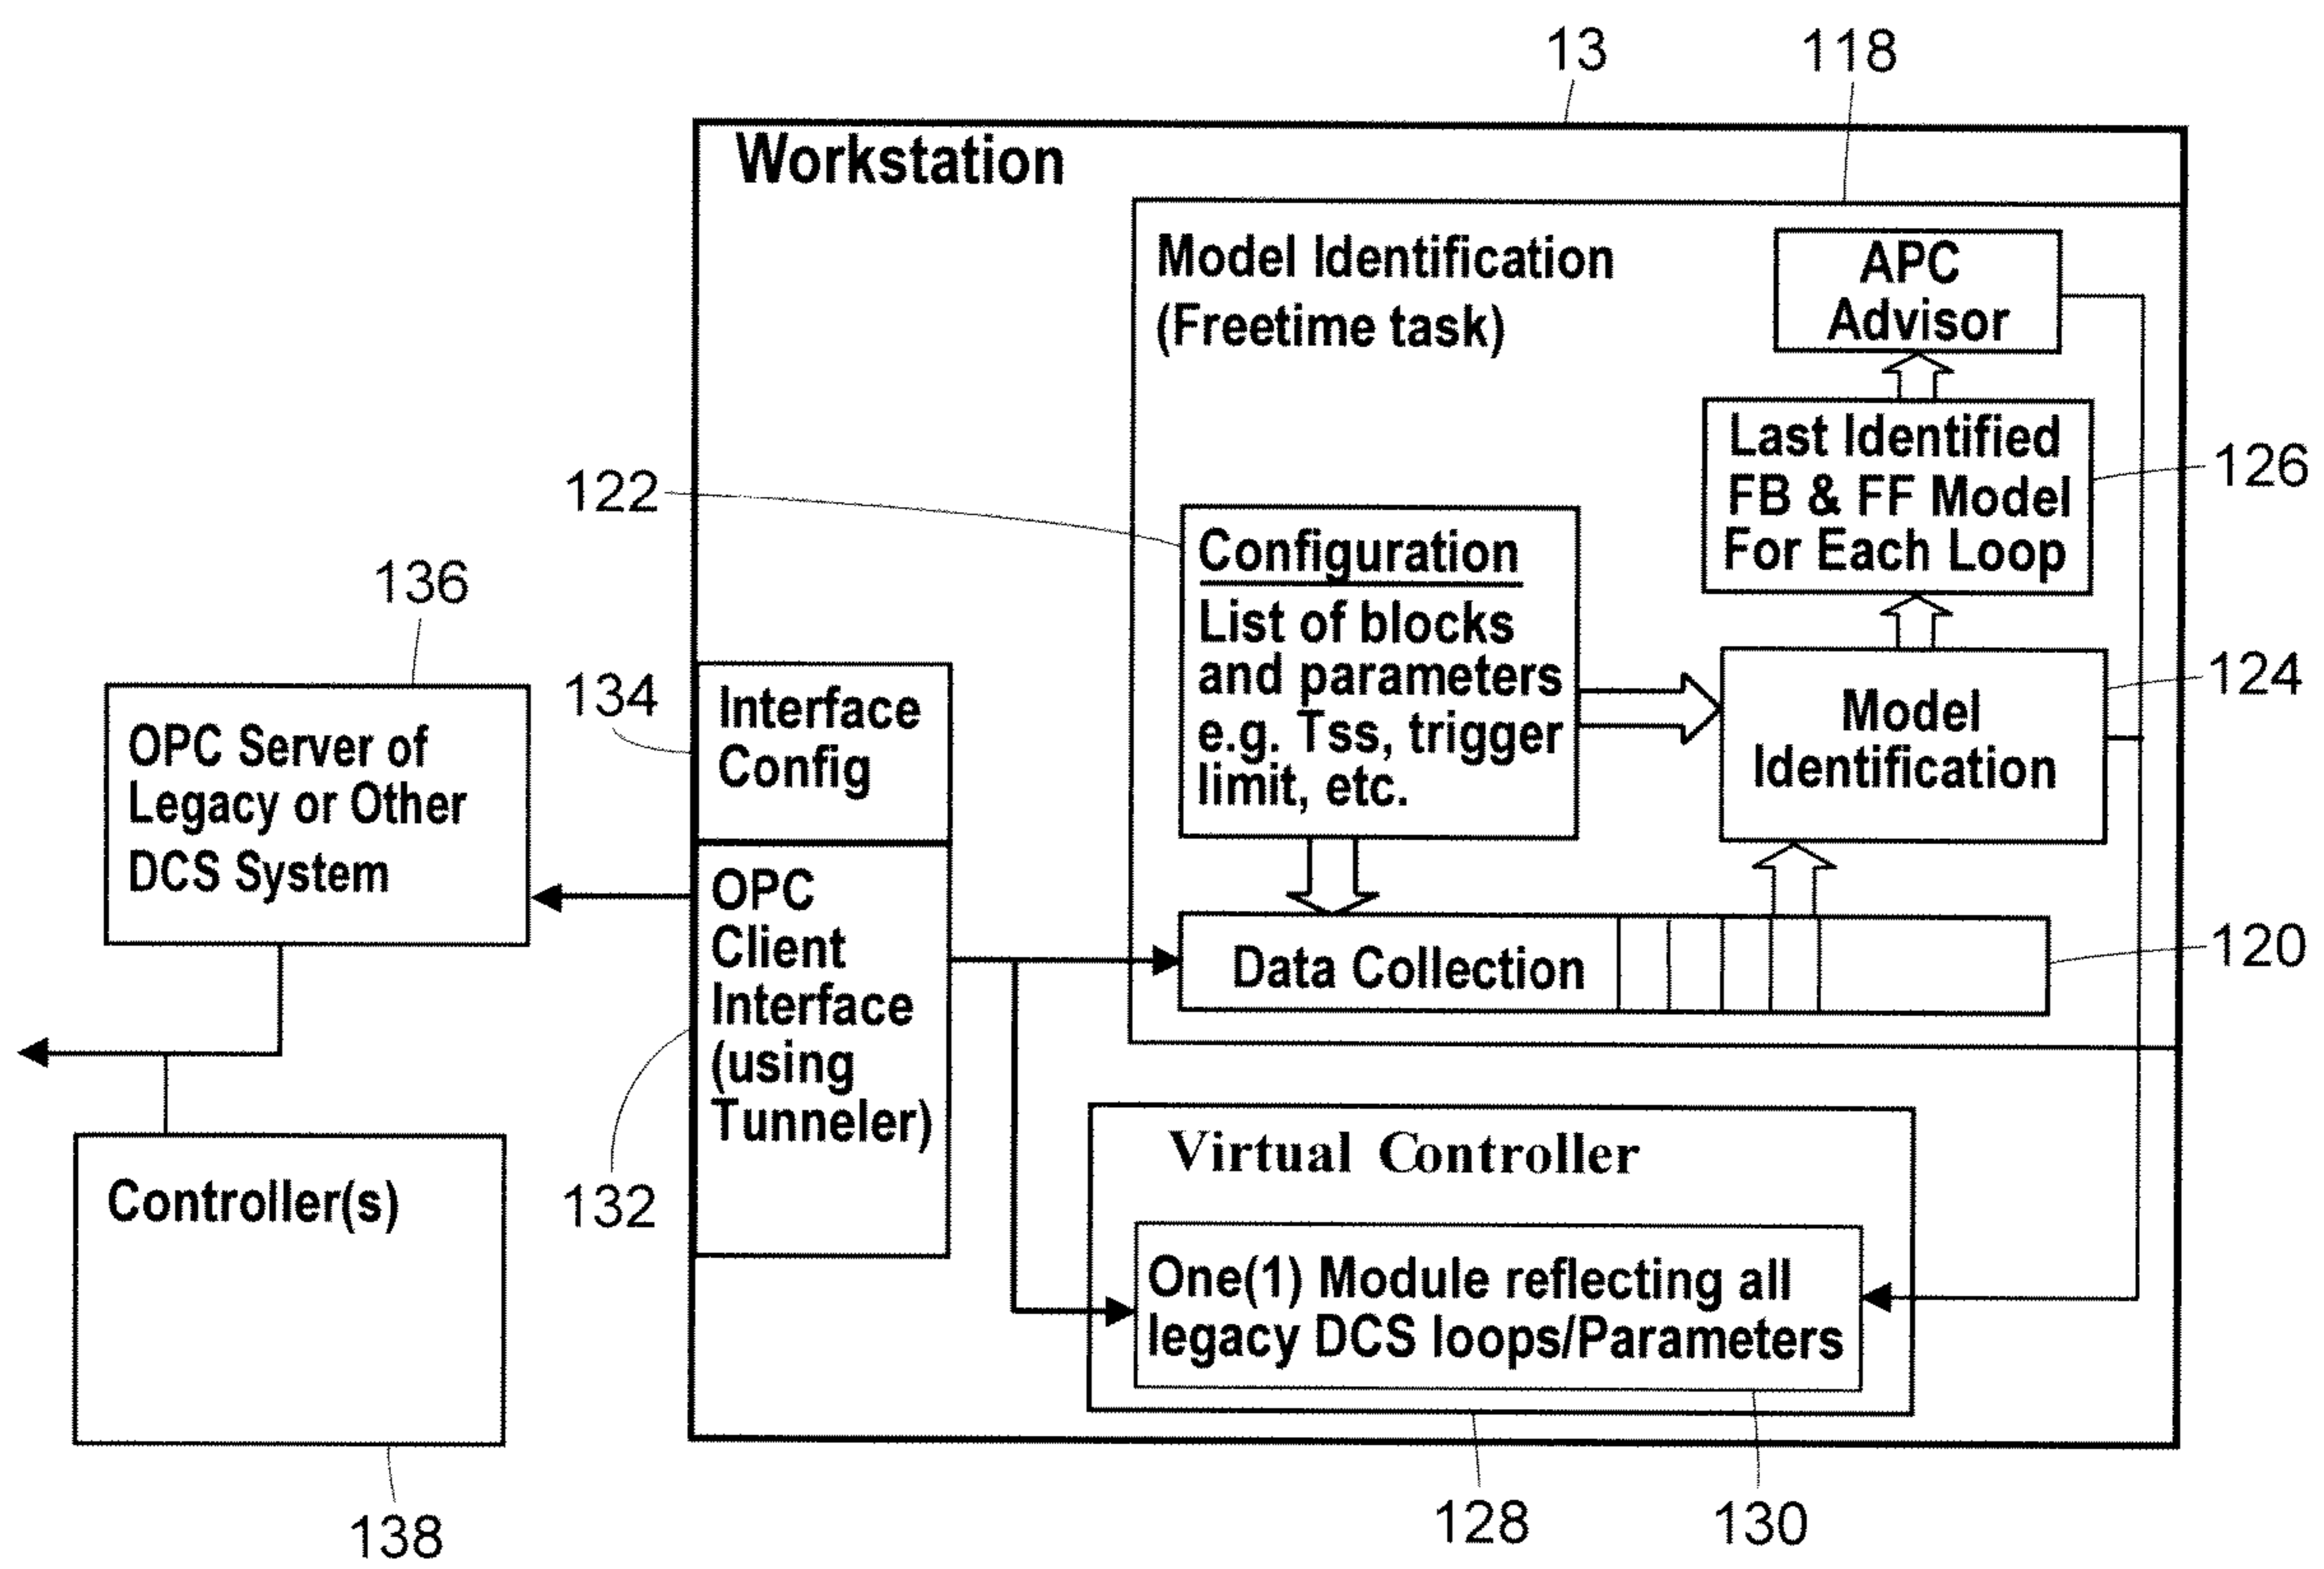 13
118
Workstation
Model Identification
(Freetime task)
APC
Advisor
Last Identified
FB & FF Model
For Each Loop
126
122
Configuration
List of blocks
and parameters
e.g. Tss, trigger
limit, etc.
Model
Identification
124
136
134
Interface
Config
OPC Server of
Legacy or Other
DCS System
OPC
Client
Interface
(using
Tunneler)
Data Collection
120
132
Controller(s)
138
Virtual Controller
One(1) Module reflecting all
legacy DCS loops/Parameters
128
130